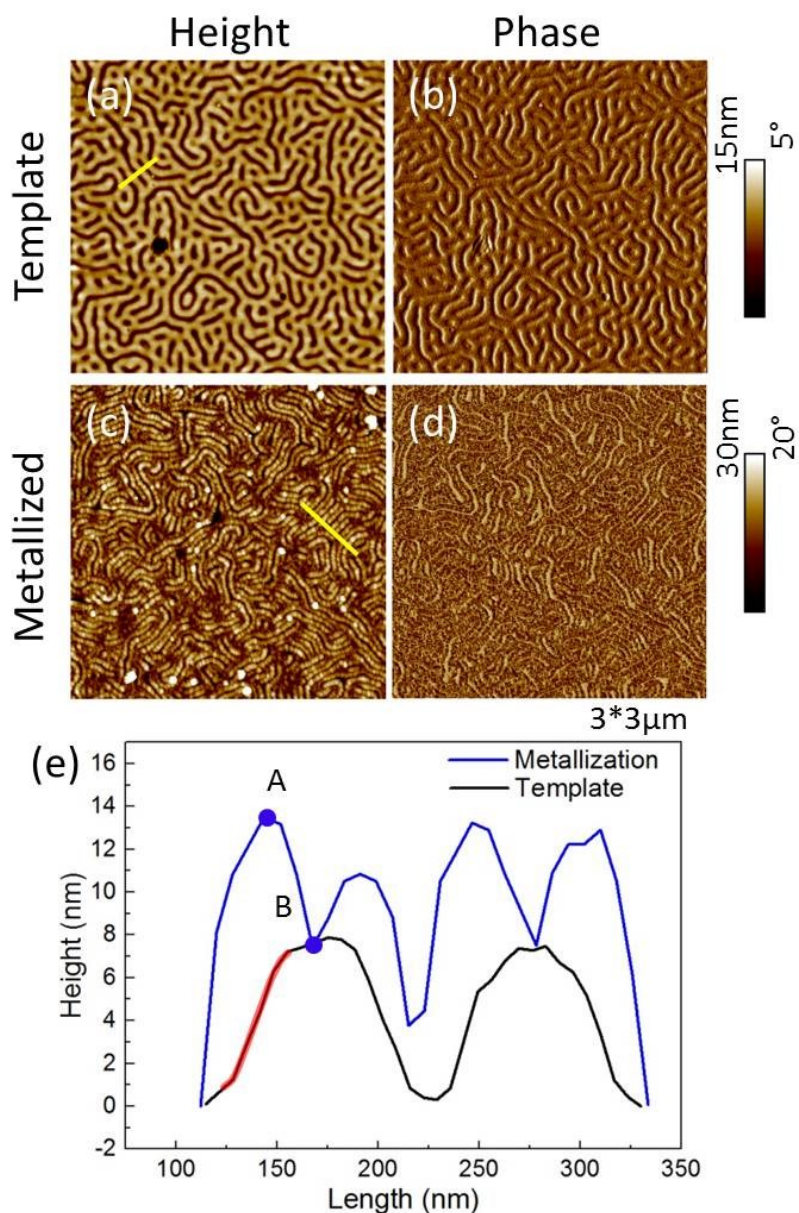 Height
Phase
Template
(a)
(b)
15nm
5°
Metallized
(c)
(d)
30nm
20°
3*3μm
(e)
Metallization
Template
A
B
Height (nm)
16
14
12
10
8
6
4
2
0
-2
100 150 200 250 300 350
Length (nm)